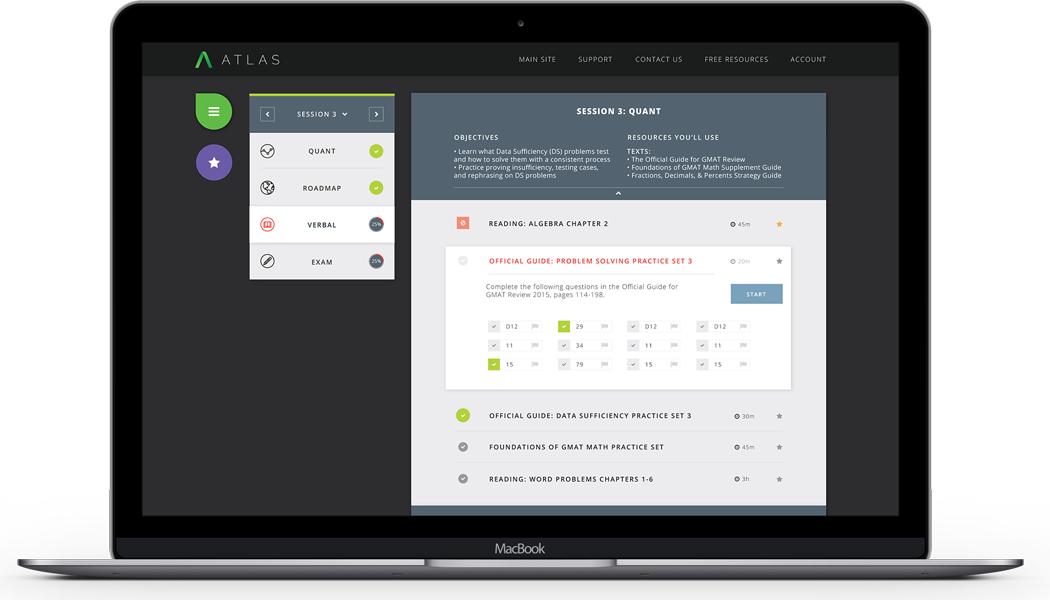 ATLAS
MAIN SITE SUPPORT CONTACT US FREE RESOURCES ACCOUNT
SESSION 3
QUANT
ROADMAP
VERBAL 25%
EXAM 25%
SESSION 3: QUANT
OBJECTIVES
• Learn what Data Sufficiency (DS) problems test
and how to solve them with a consistent process
• Practice proving insufficiency, testing cases,
and rephrasing on DS problems
RESOURCES YOU'LL USE
TEXTS:
• The Official Guide for GMAT Review
• Foundations of GMAT Math Supplement Guide
• Fractions, Decimals, & Percents Strategy Guide
READING: ALGEBRA CHAPTER 2 45m
OFFICIAL GUIDE: PROBLEM SOLVING PRACTICE SET 3 20m
Complete the following questions in the Official Guide for
GMAT Review 2015, pages 114-198.
START
D12 29 D12 D12
11 34 11 11
15 79 15 15
OFFICIAL GUIDE: DATA SUFFICIENCY PRACTICE SET 3 30m
FOUNDATIONS OF GMAT MATH PRACTICE SET 45m
READING: WORD PROBLEMS CHAPTERS 1-6 3h
MacBook